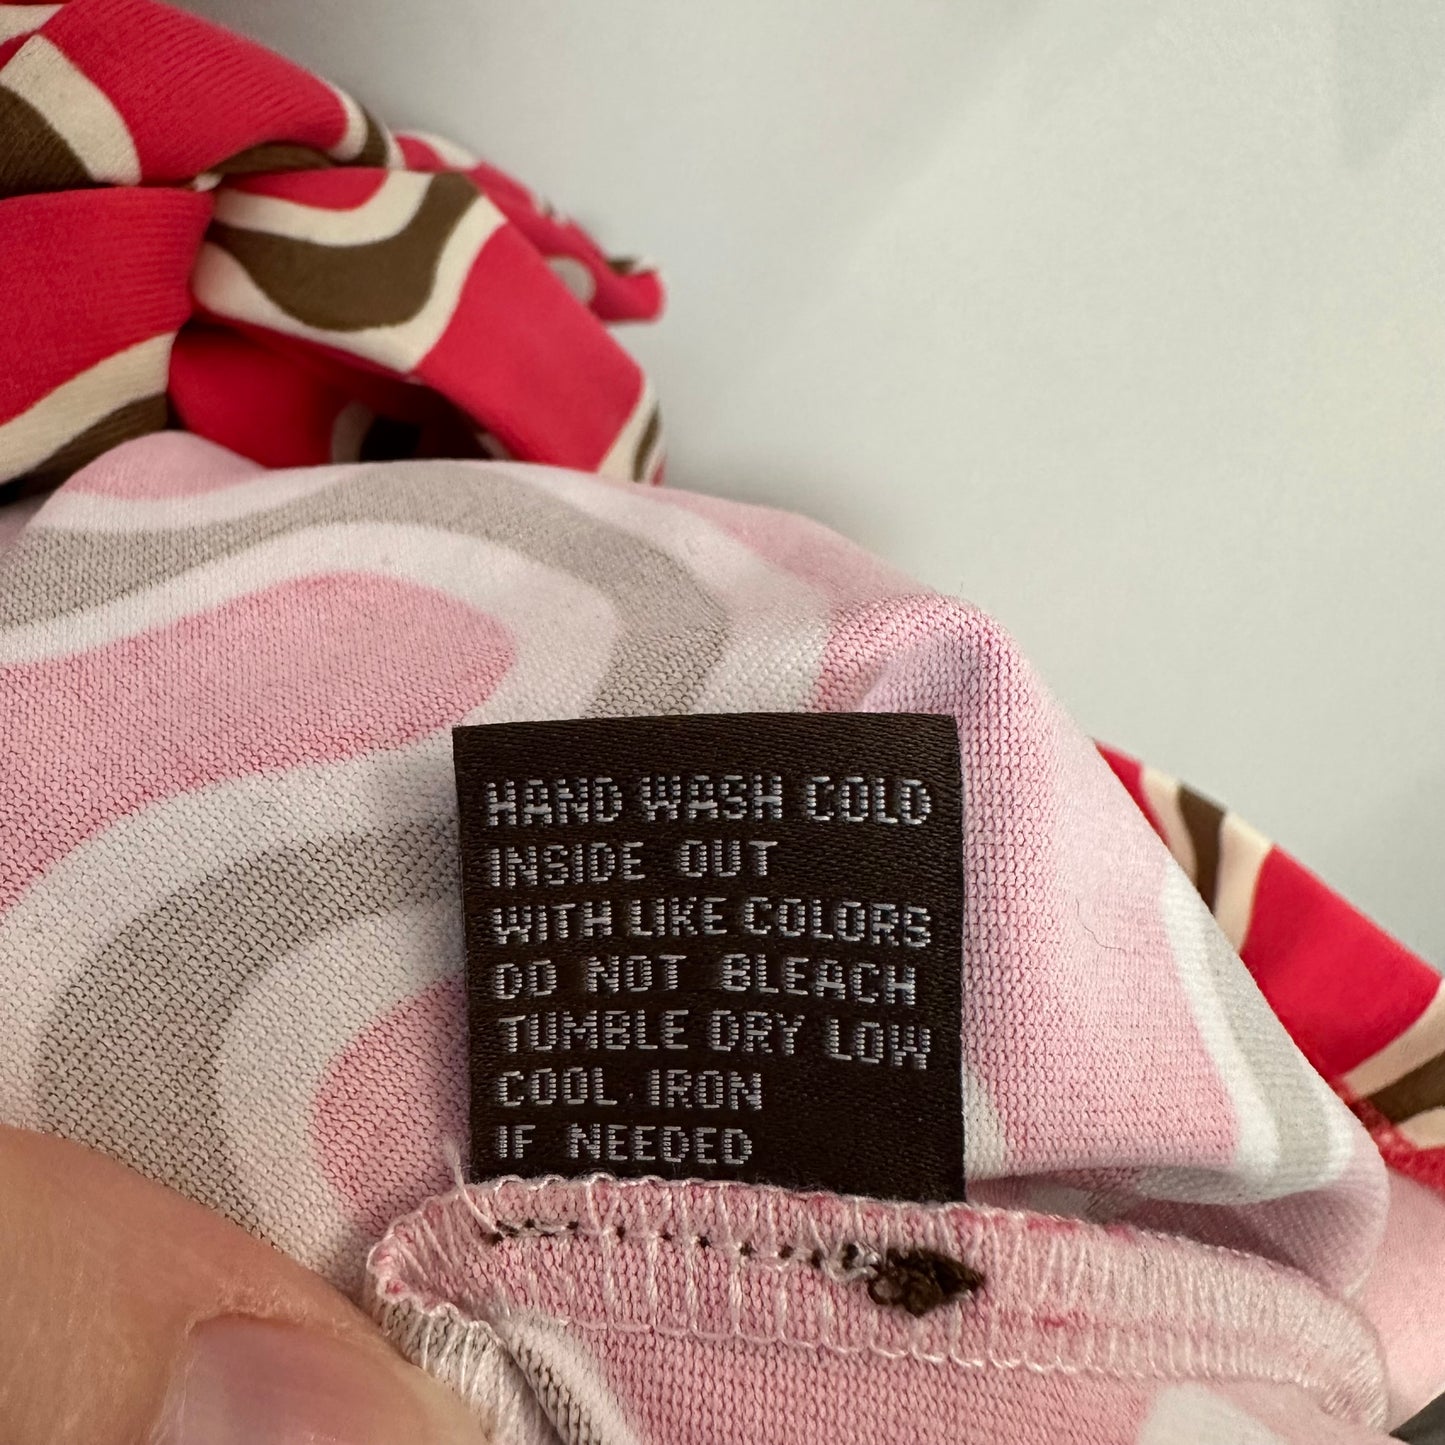 HAND WASH COLD
INSIDE OUT
WITH LIKE COLORS
DO NOT BLEACH
TUMBLE DRY LOW
COOL IRON
IF NEEDED